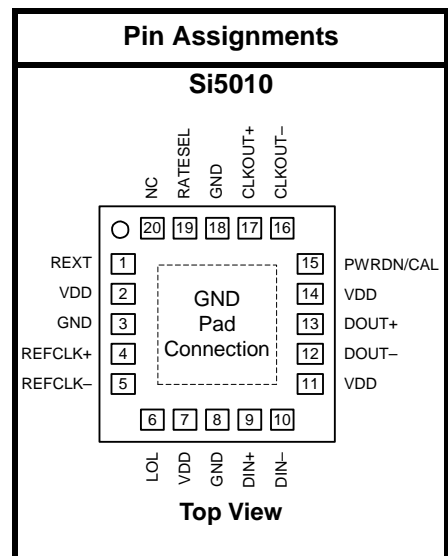 Pin Assignments
Si5010
NC
RATESEL
GND
CLKOUT+
CLKOUT–
20 19 18 17 16
REXT 1 15 PWRDN/CAL
VDD 2 14 VDD
GND 3 13 DOUT+
REFCLK+ 4 12 DOUT–
REFCLK– 5 11 VDD
GND
Pad
Connection
6 7 8 9 10
LOL
VDD
GND
DIN+
DIN–
Top View